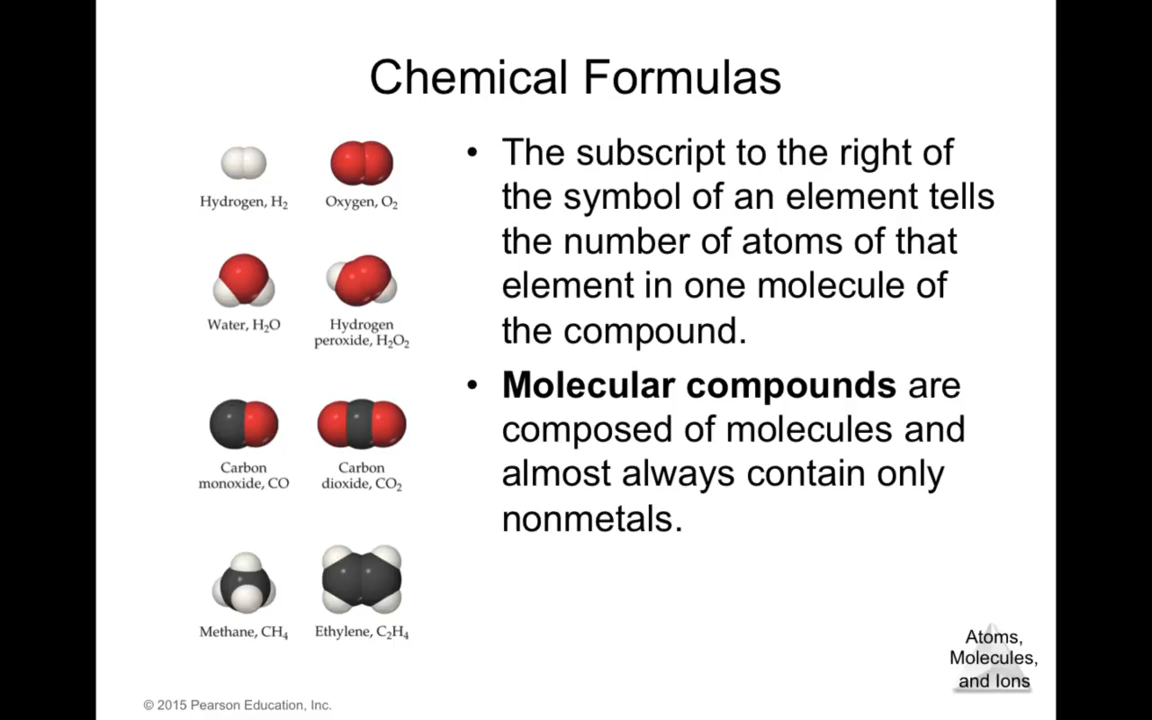 Chemical Formulas
Hydrogen, H₂
Oxygen, O₂
Water, H₂O
Hydrogen
peroxide, H₂O₂
Carbon
monoxide, CO
Carbon
dioxide, CO₂
Methane, CH₄
Ethylene, C₂H₄
• The subscript to the right of
the symbol of an element tells
the number of atoms of that
element in one molecule of
the compound.
• Molecular compounds are
composed of molecules and
almost always contain only
nonmetals.
Atoms,
Molecules,
and Ions
© 2015 Pearson Education, Inc.